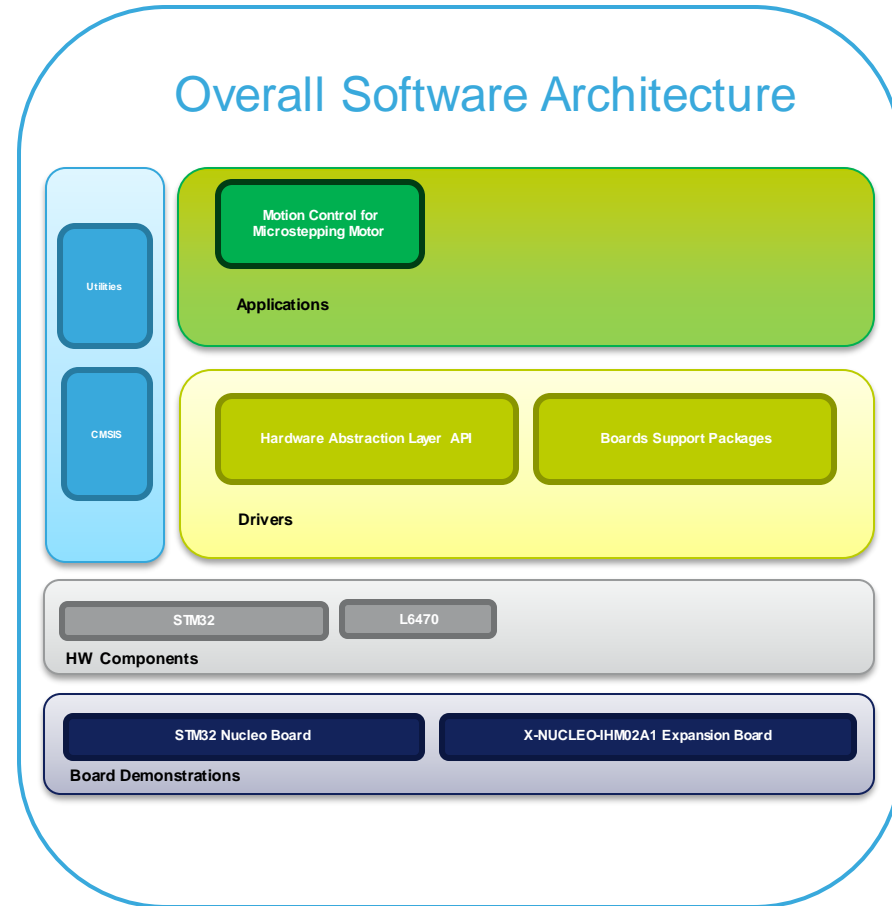 Overall Software Architecture
Motion Control for
Microstepping Motor
Utilities
Applications
CMSIS
Hardware Abstraction Layer API
Boards Support Packages
Drivers
STM32
L6470
HW Components
STM32 Nucleo Board
X-NUCLEO-IHM02A1 Expansion Board
Board Demonstrations